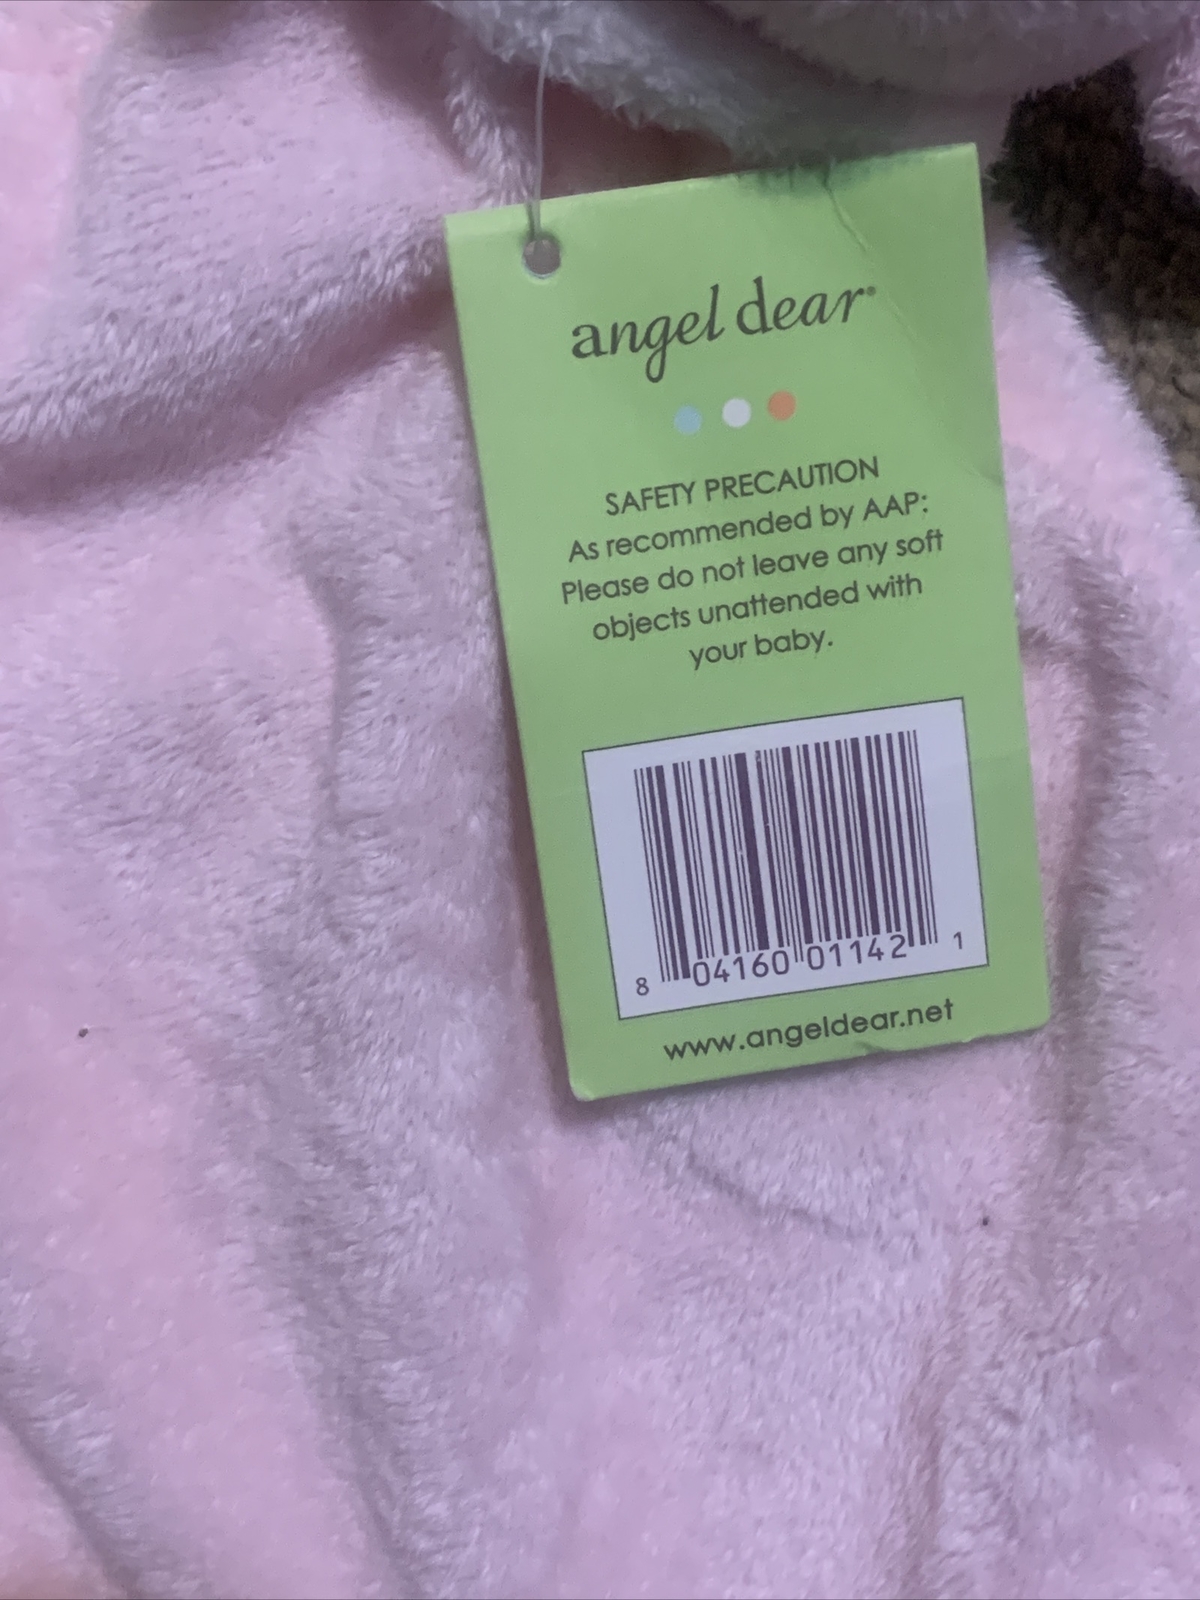 angel dear®
SAFETY PRECAUTION
As recommended by AAP:
Please do not leave any soft
objects unattended with
your baby.
8 04160 01142 1
www.angeldear.net